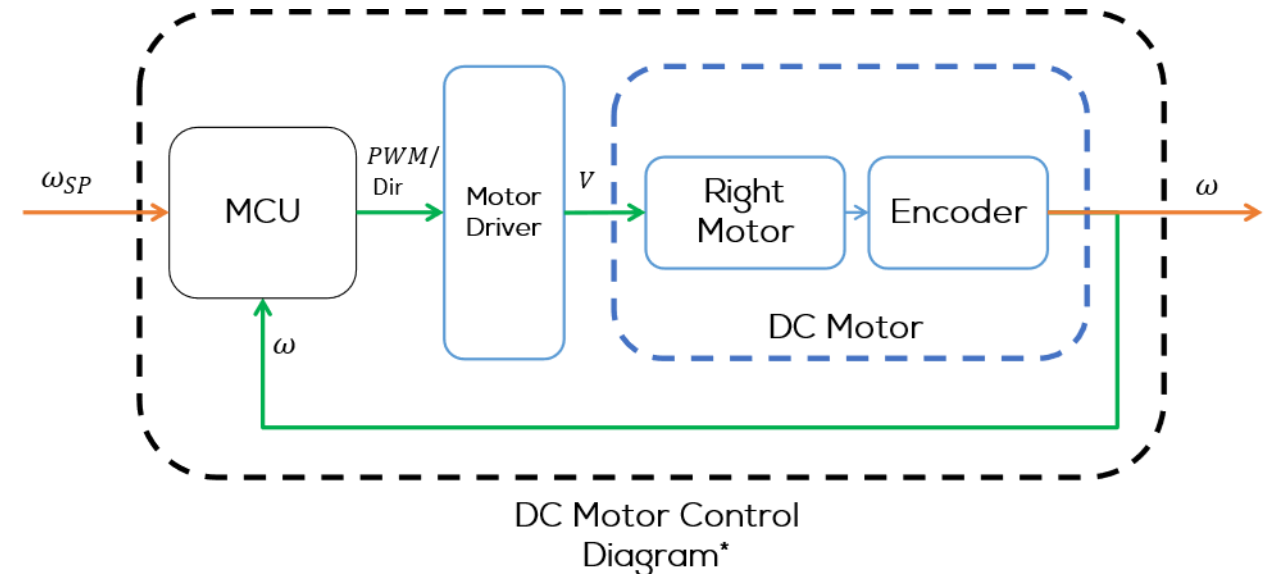 ω_SP
MCU
PWM/
Dir
Motor
Driver
V
Right
Motor
Encoder
ω
DC Motor
ω
DC Motor Control
Diagram*